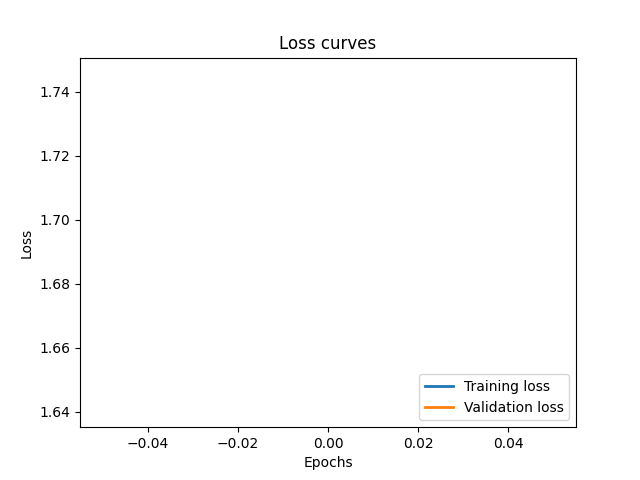 Loss curves
Loss
1.74
1.72
1.70
1.68
1.66
1.64
Training loss
Validation loss
−0.04
−0.02
0.00
0.02
0.04
Epochs